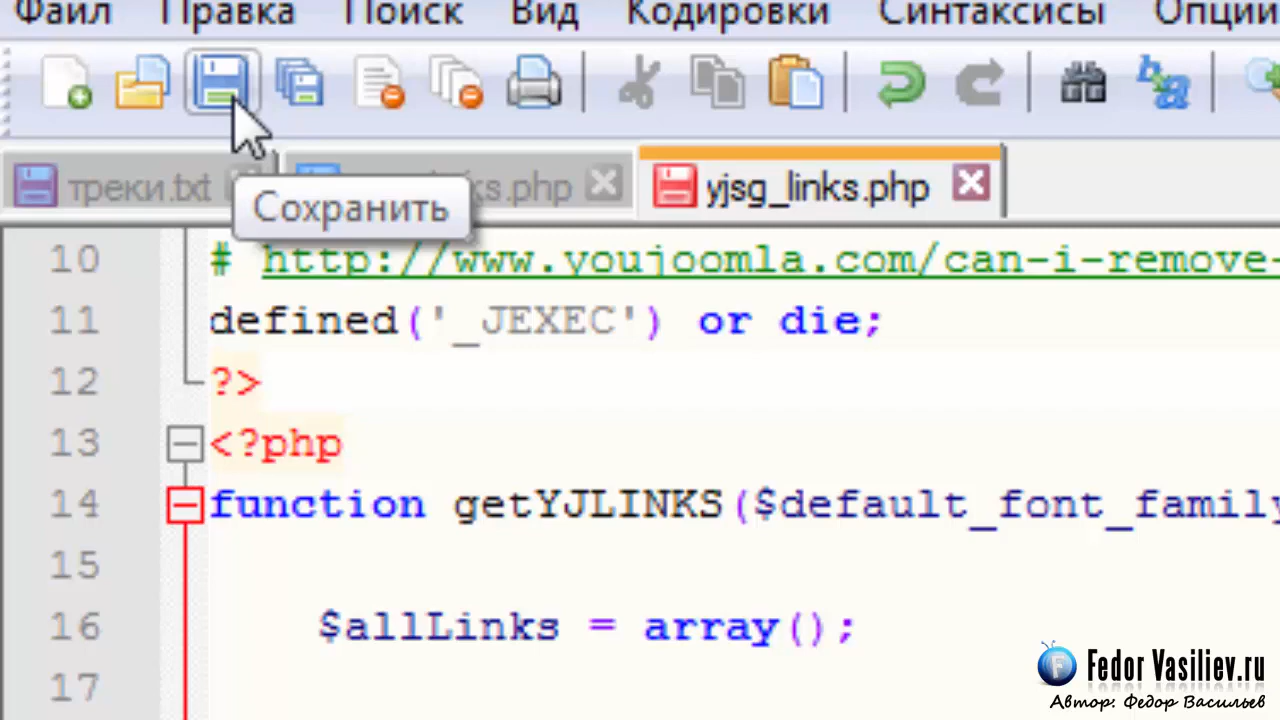 Файл Правка Поиск Вид Кодировки Синтаксисы Опции
треки.txt yjsg_links.php
Сохранить
10 # http://www.youjoomla.com/can-i-remove-
11 defined('_JEXEC') or die;
12 ?>
13 <?php
14 function getYJLINKS($default_font_family
15
16 $allLinks = array();
17
Fedor Vasiliev.ru
Автор: Федор Васильев